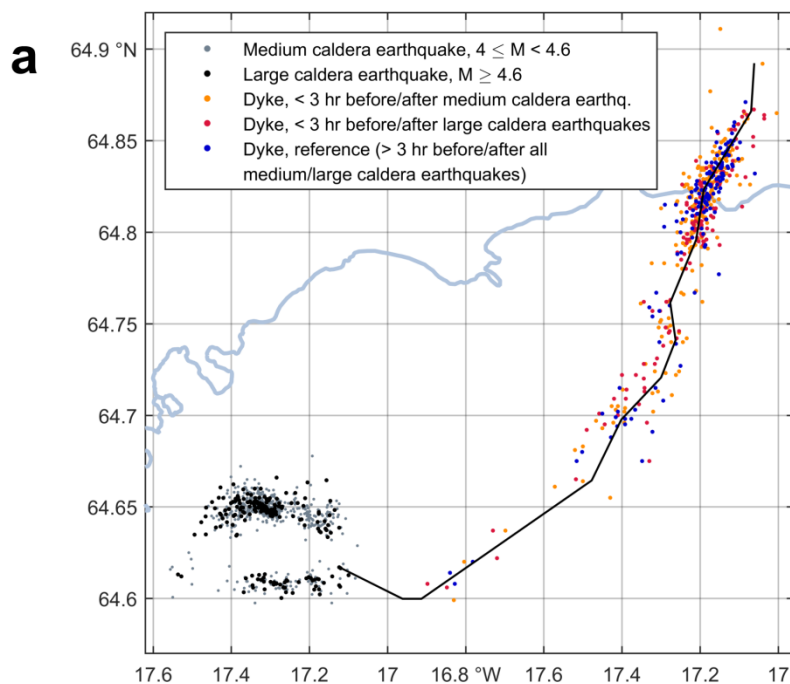 a
64.9 °N
64.85
64.8
64.75
64.7
64.65
64.6
Medium caldera earthquake, 4 ≤ M < 4.6
Large caldera earthquake, M ≥ 4.6
Dyke, < 3 hr before/after medium caldera earthq.
Dyke, < 3 hr before/after large caldera earthquakes
Dyke, reference (> 3 hr before/after all
medium/large caldera earthquakes)
17.6 17.4 17.2 17 16.8 °W 17.6 17.4 17.2 17